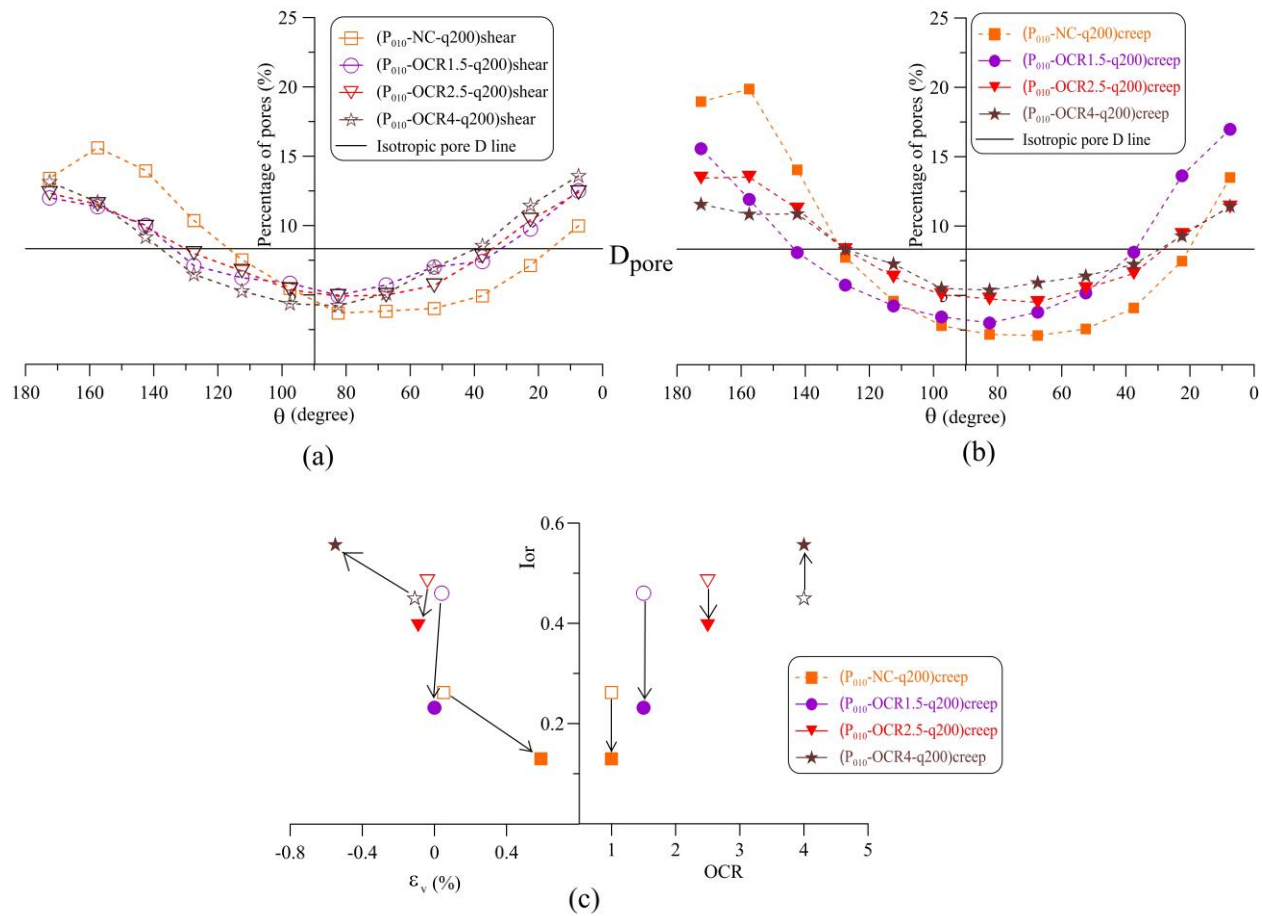 25
20
15
10
Percentage of pores (%)
(P₀₁₀-NC-q200)shear
(P₀₁₀-OCR1.5-q200)shear
(P₀₁₀-OCR2.5-q200)shear
(P₀₁₀-OCR4-q200)shear
Isotropic pore D line
180 160 140 120 100 80 60 40 20 0
θ (degree)
(a)
D_pore
25
20
15
10
Percentage of pores (%)
(P₀₁₀-NC-q200)creep
(P₀₁₀-OCR1.5-q200)creep
(P₀₁₀-OCR2.5-q200)creep
(P₀₁₀-OCR4-q200)creep
Isotropic pore D line
180 160 140 120 100 80 60 40 20 0
θ (degree)
(b)
0.6
0.4
0.2
Ior
(P₀₁₀-NC-q200)creep
(P₀₁₀-OCR1.5-q200)creep
(P₀₁₀-OCR2.5-q200)creep
(P₀₁₀-OCR4-q200)creep
-0.8 -0.4 0 0.4 1 2 3 4 5
ε_v (%) OCR
(c)